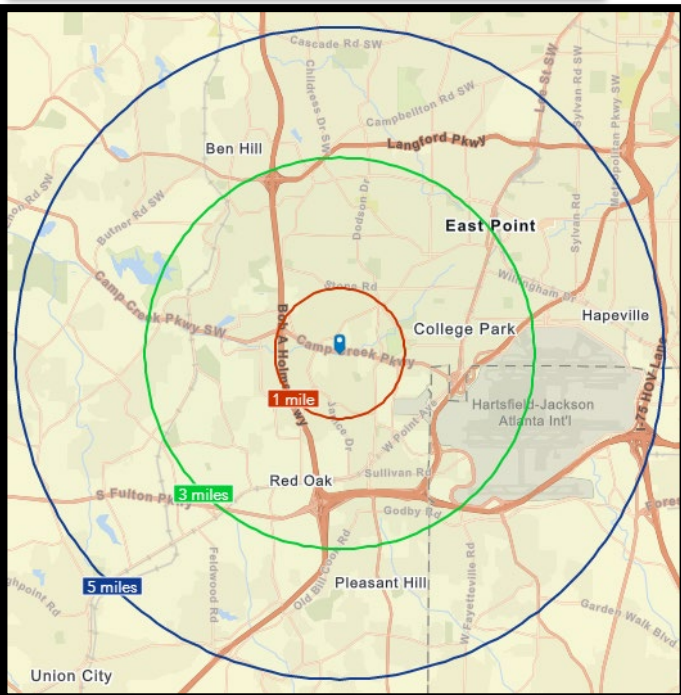 Cascade Rd SW
Childress Dr SW
Lee St SW
Sylvan Rd SW
Metropolitan Pkwy SW
Campbellton Rd SW
Langford Pkwy
Ben Hill
Dodson Dr
Butner Rd SW
East Point
Sylvan Rd
Camp Creek Pkwy SW
Stone Rd
Willingham Dr
Bob A Holmes
wy
College Park
Hapeville
Camp Creek Pkwy
I-75 HOV Lane
1 mile
Janice Dr
W Point Ave
Hartsfield-Jackson
Atlanta Int'l
Red Oak
Sullivan Rd
3 miles
S Fulton Pkwy
Godby Rd
Fores
Feldwood Rd
Old Bill Cook Rd
W Fayetteville Rd
5 miles
Pleasant Hill
ghpoint Rd
Garden Walk Blvd
Union City